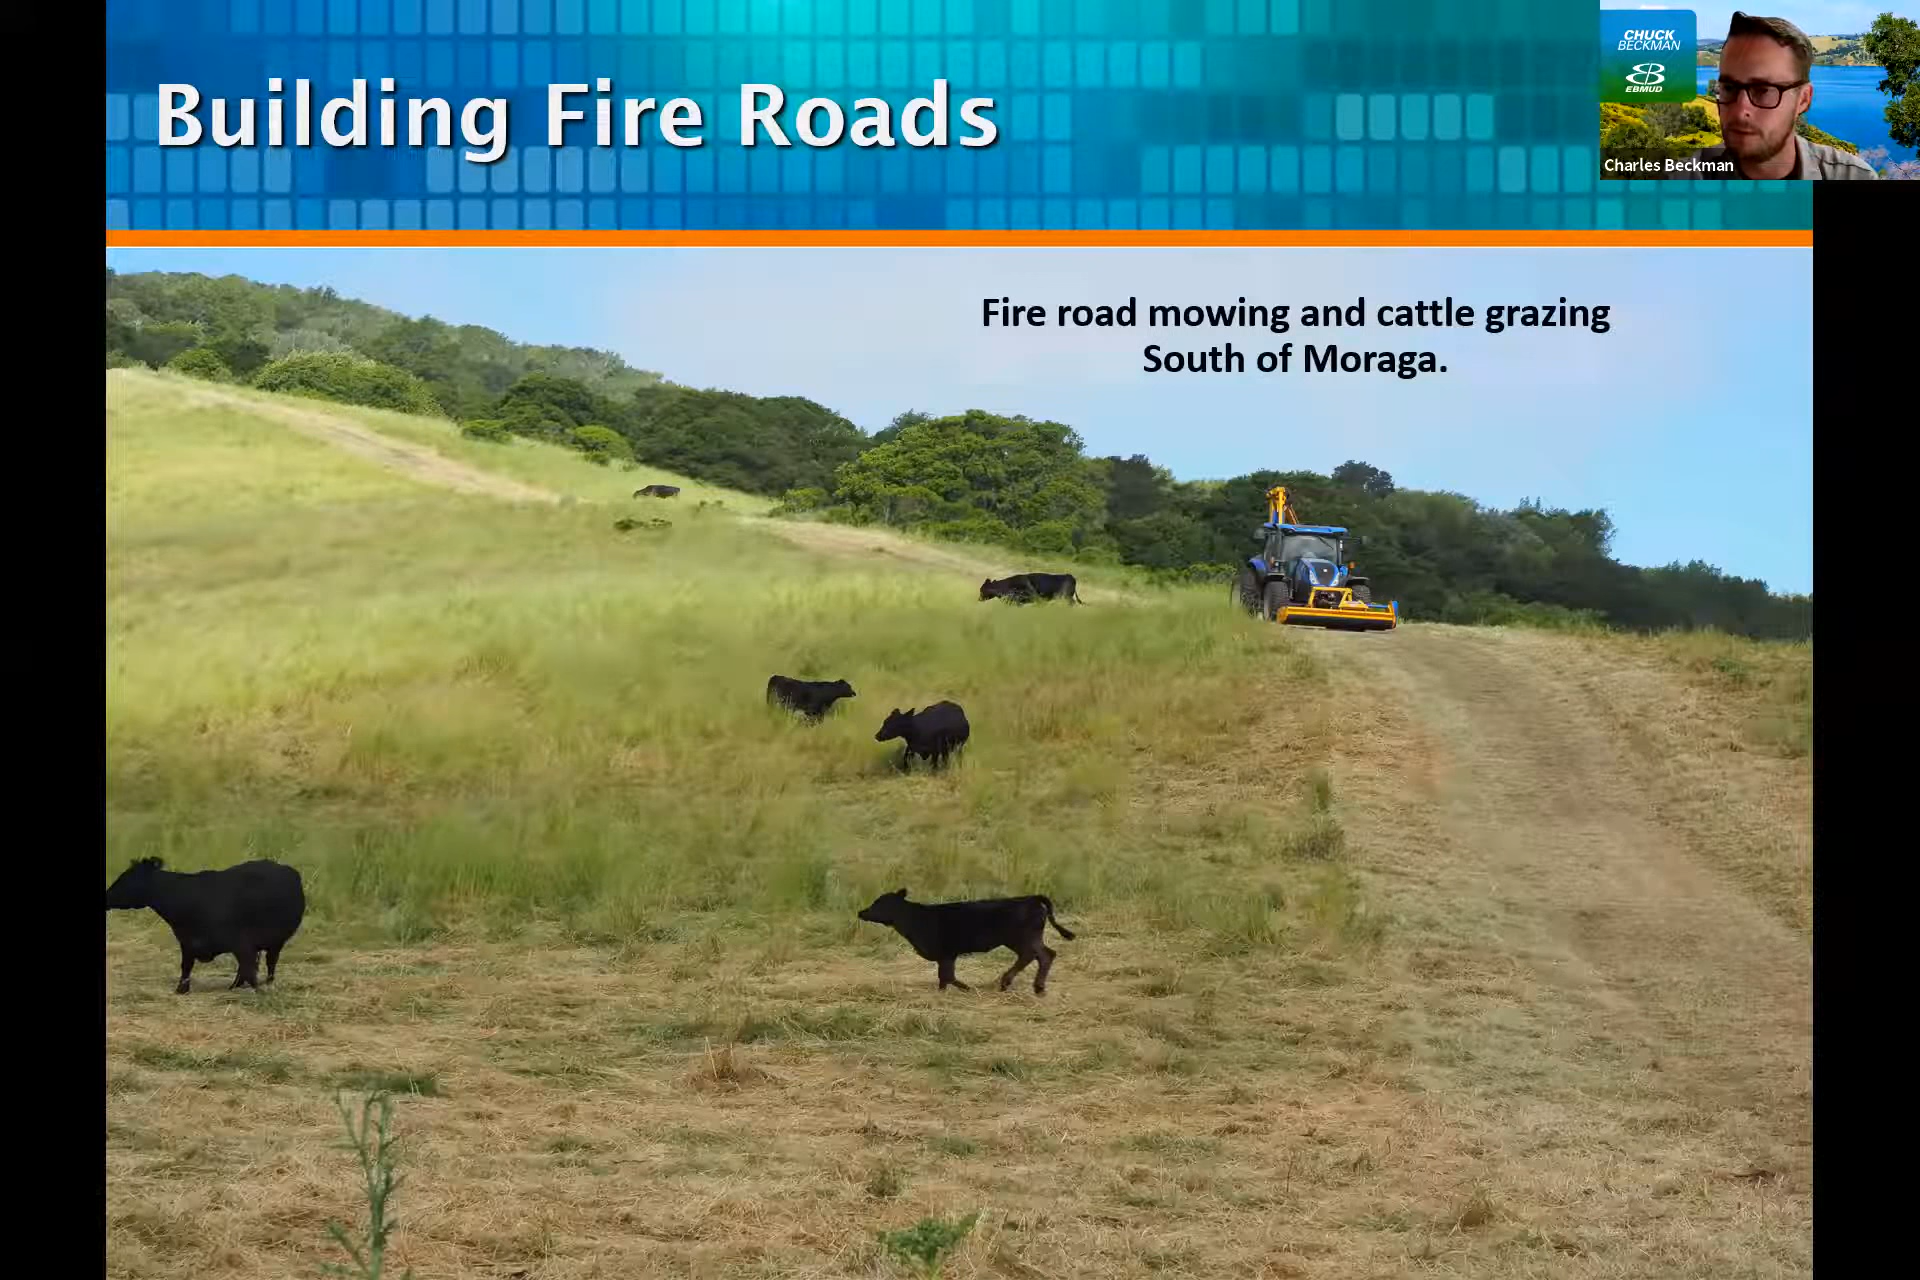 Building Fire Roads
CHUCK
BECKMAN
EBMUD
Charles Beckman
Fire road mowing and cattle grazing
South of Moraga.